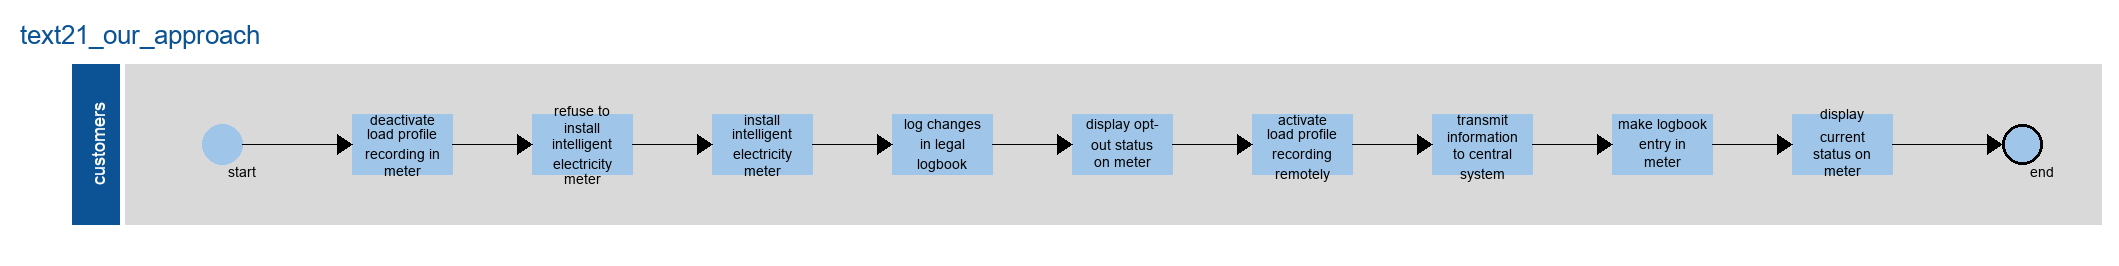 text21_our_approach
customers
start
deactivate
load profile
recording in
meter
refuse to
install
intelligent
electricity
meter
install
intelligent
electricity
meter
log changes
in legal
logbook
display opt-
out status
on meter
activate
load profile
recording
remotely
transmit
information
to central
system
make logbook
entry in
meter
display
current
status on
meter
end